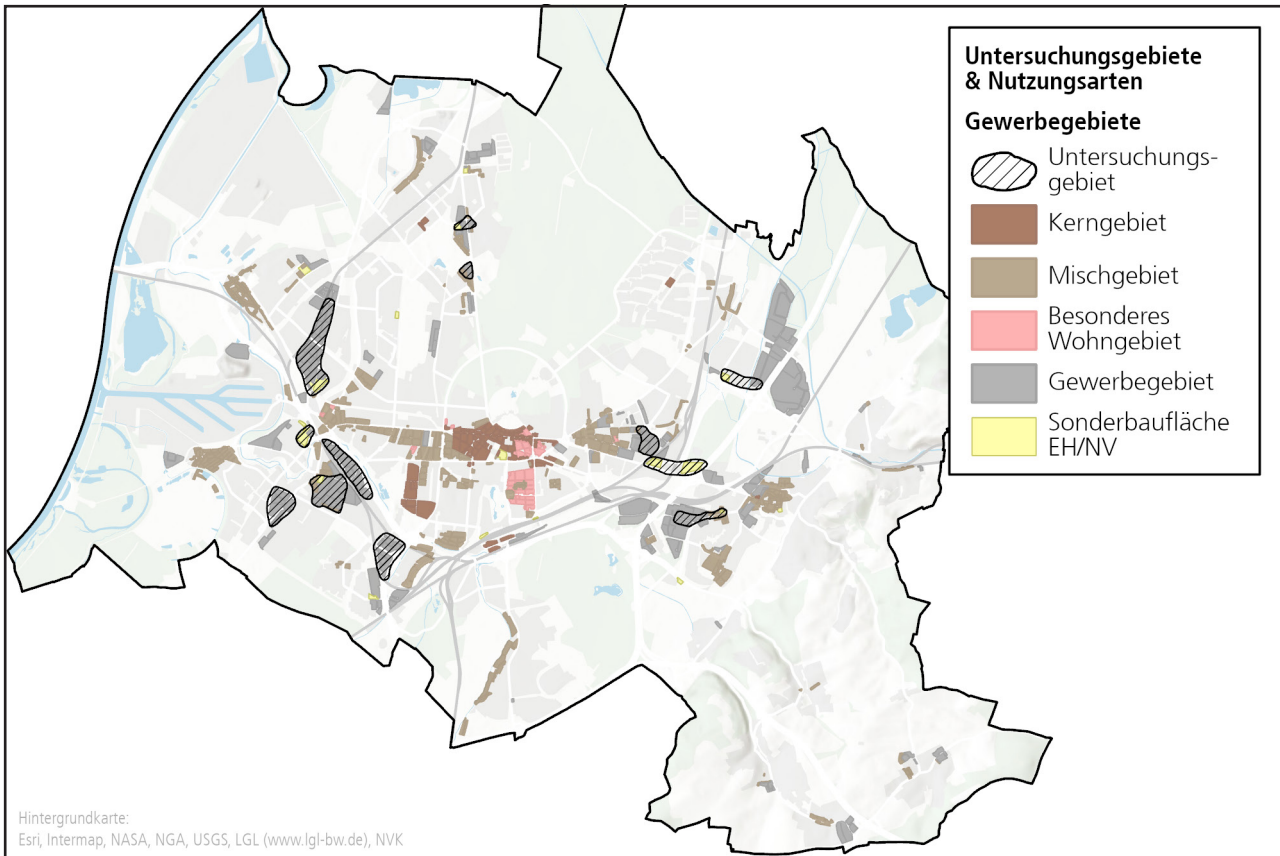 Untersuchungsgebiete
& Nutzungsarten
Gewerbegebiete
Untersuchungs-
gebiet
Kerngebiet
Mischgebiet
Besonderes
Wohngebiet
Gewerbegebiet
Sonderbaufläche
EH/NV
Hintergrundkarte:
Esri, Intermap, NASA, NGA, USGS, LGL (www.lgl-bw.de), NVK